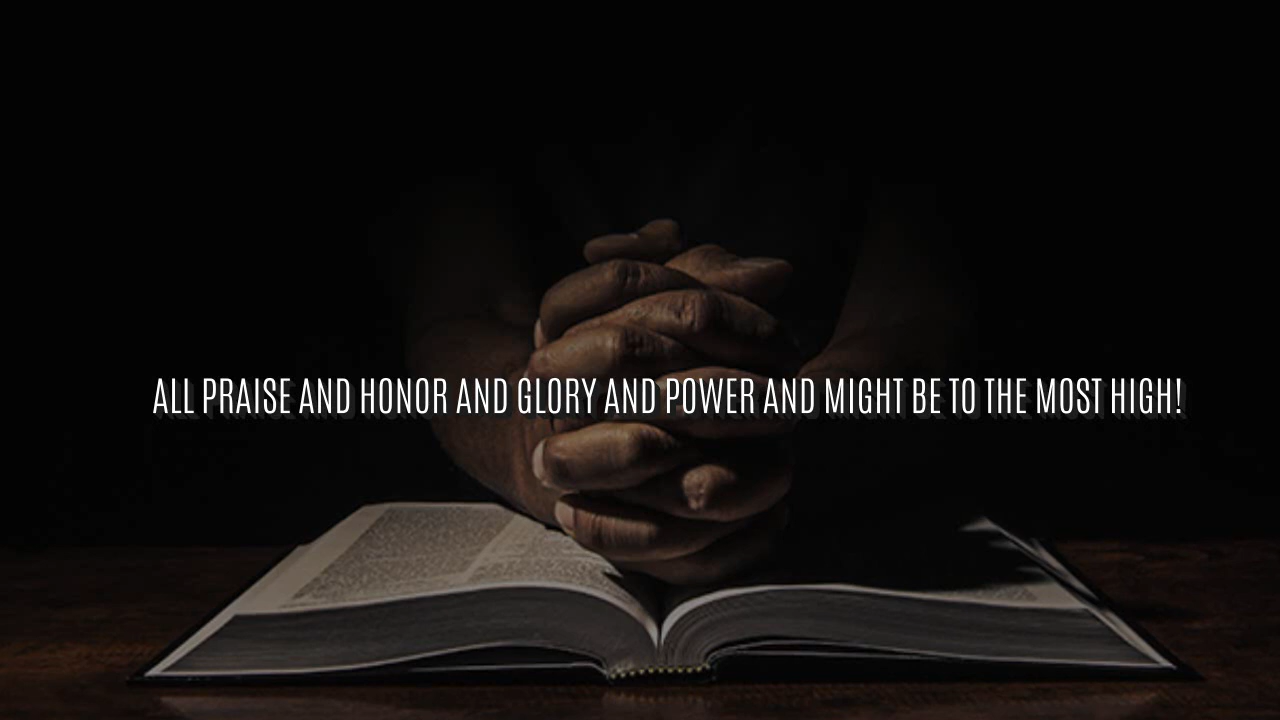 ALL PRAISE AND HONOR AND GLORY AND POWER AND MIGHT BE TO THE MOST HIGH!